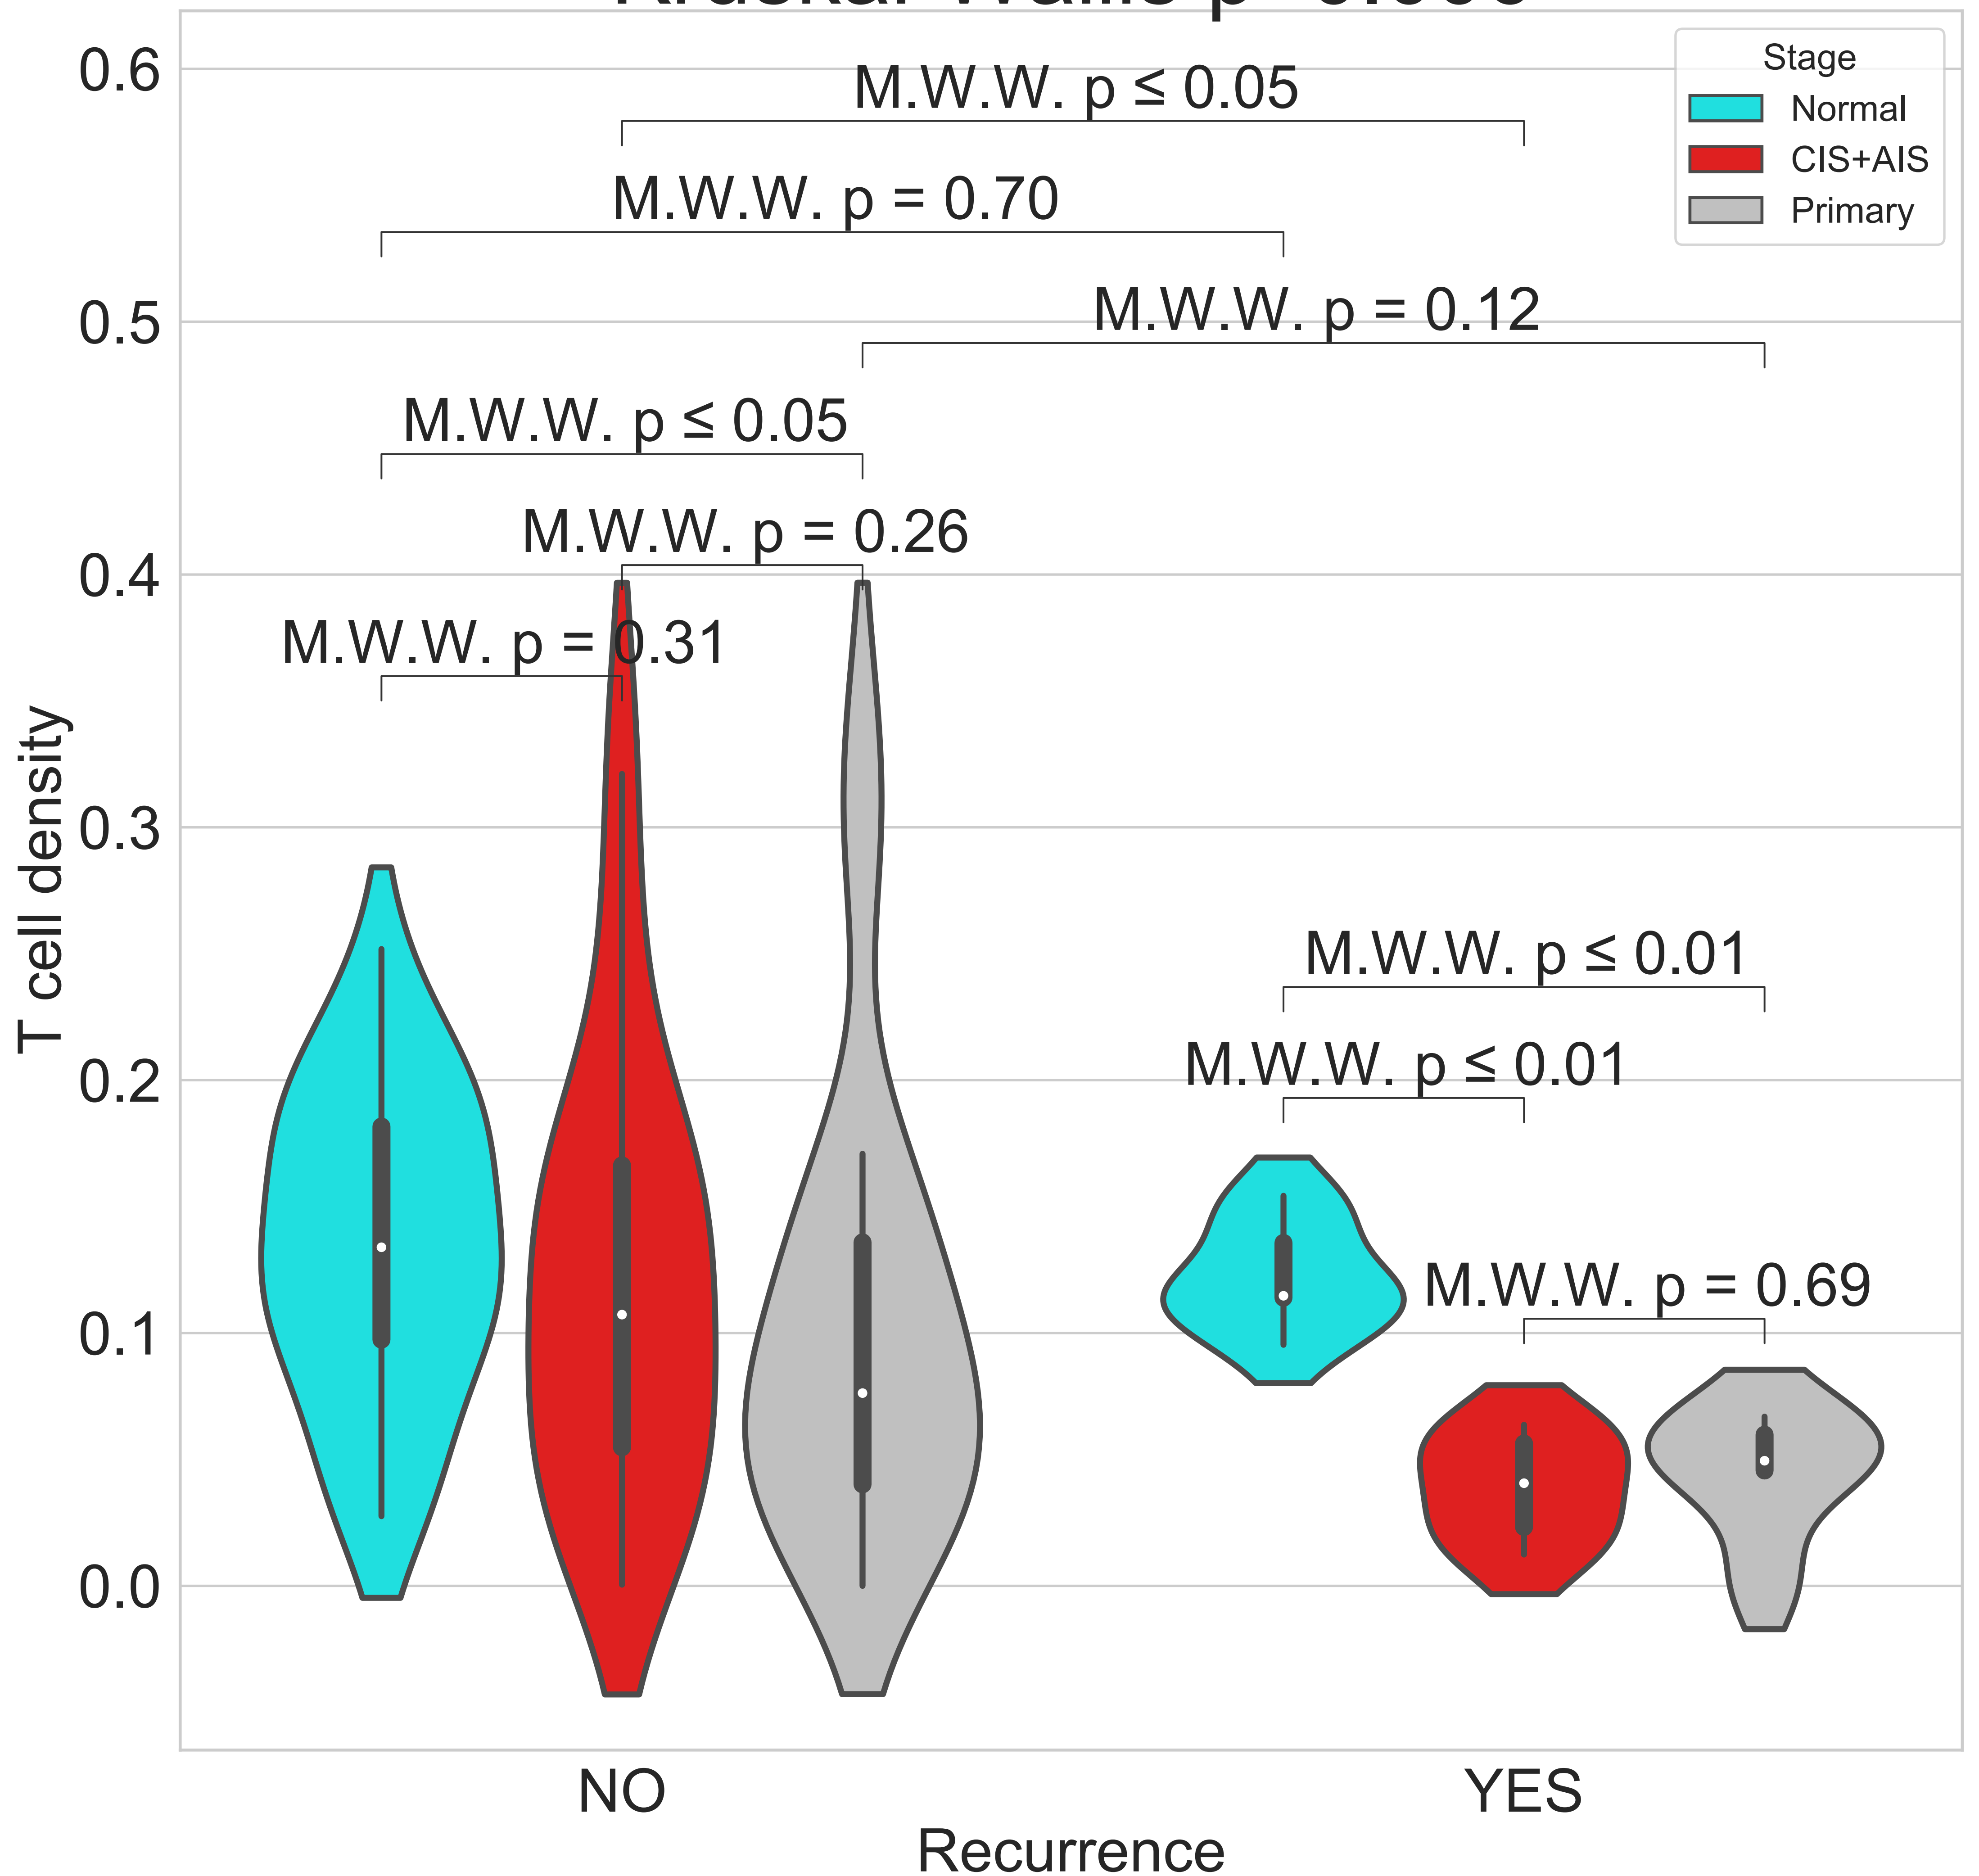 Stage
Normal
CIS+AIS
Primary
M.W.W. p ≤ 0.05
M.W.W. p = 0.70
M.W.W. p = 0.12
M.W.W. p ≤ 0.05
M.W.W. p = 0.26
M.W.W. p = 0.31
M.W.W. p ≤ 0.01
M.W.W. p ≤ 0.01
M.W.W. p = 0.69
T cell density
0.6
0.5
0.4
0.3
0.2
0.1
0.0
NO
YES
Recurrence